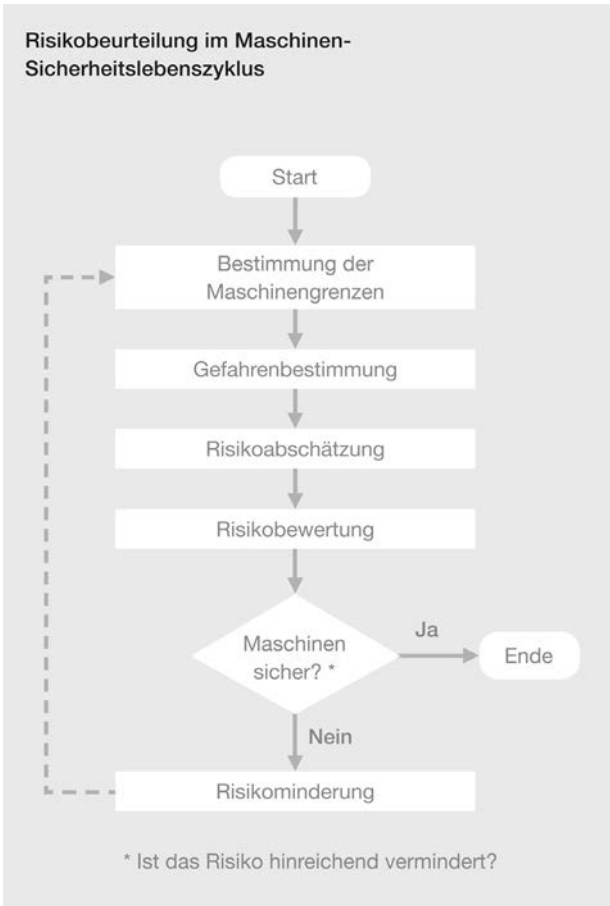 Risikobeurteilung im Maschinen-
Sicherheitslebenszyklus
Start
Bestimmung der
Maschinengrenzen
Gefahrenbestimmung
Risikoabschätzung
Risikobewertung
Maschinen
sicher? *
Ja
Ende
Nein
Risikominderung
* Ist das Risiko hinreichend vermindert?